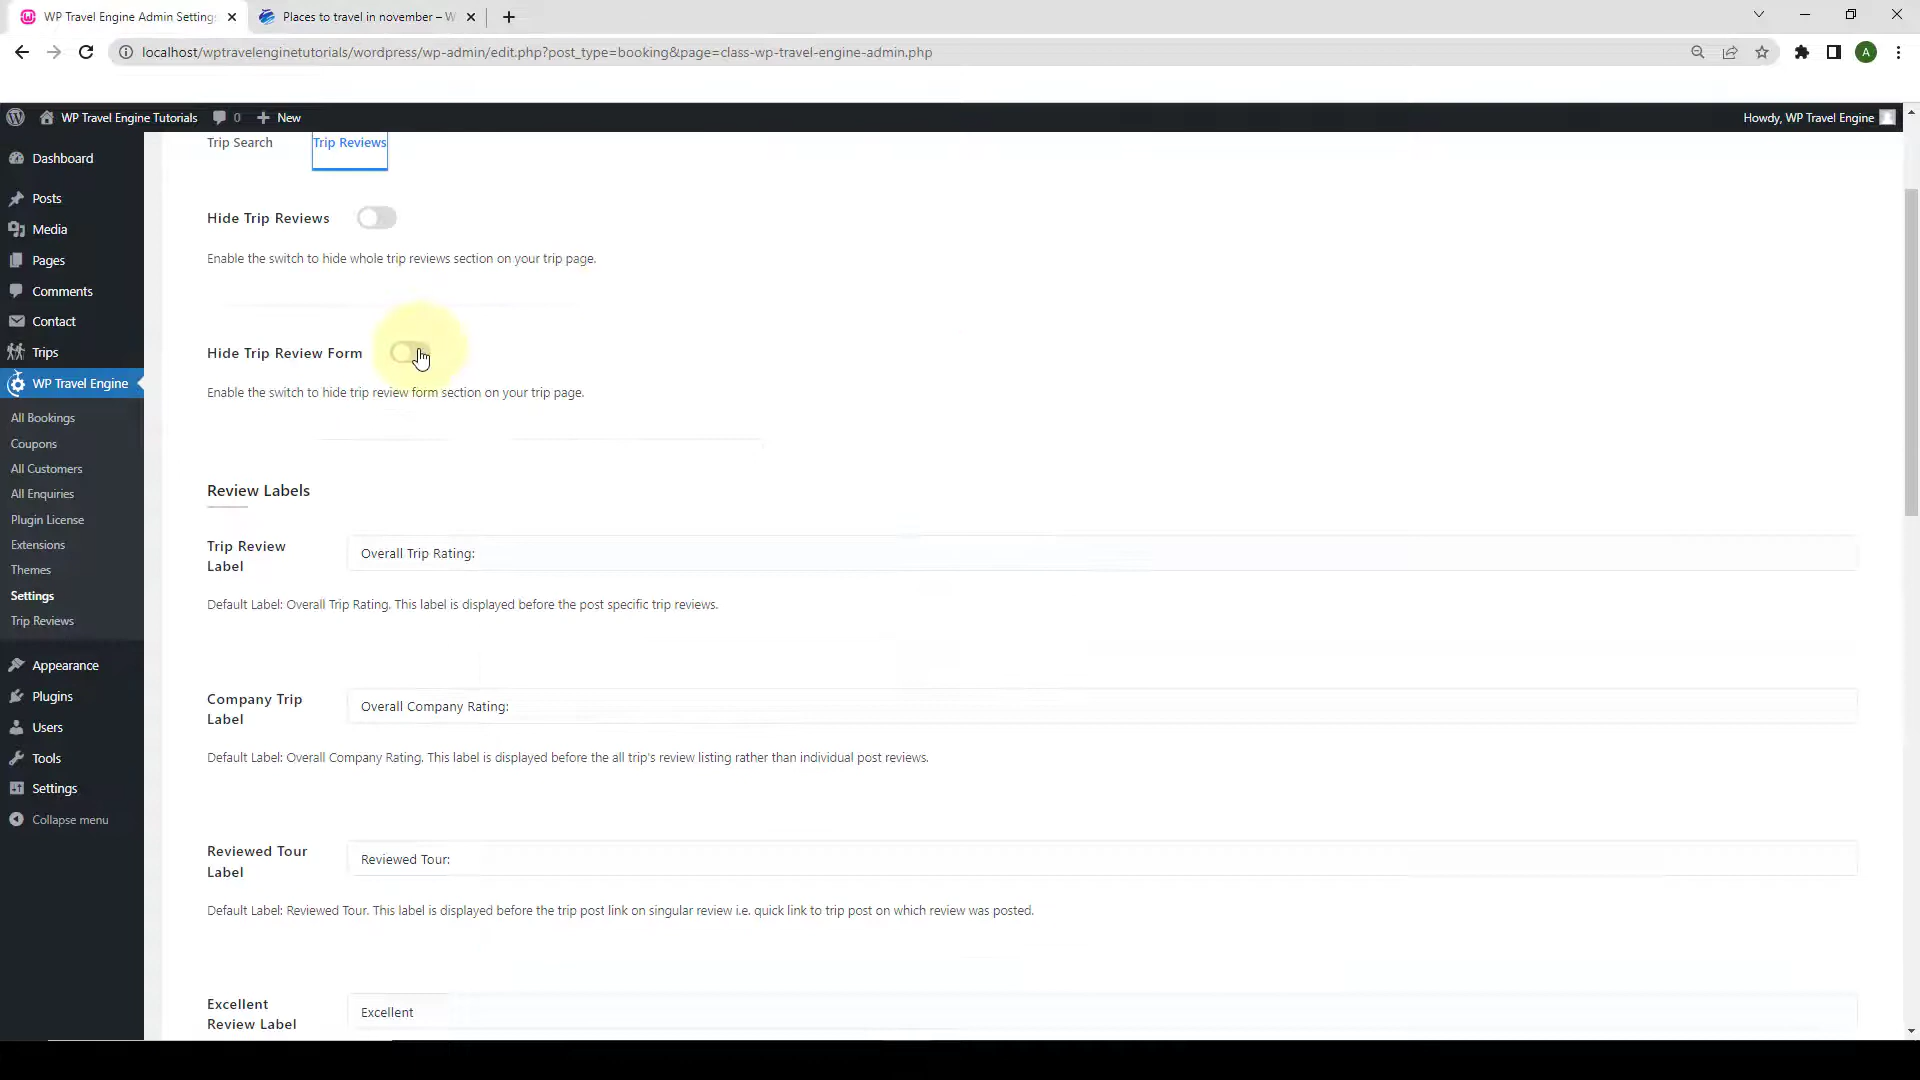 WP Travel Engine Admin Setting
Places to travel in november – W
localhost/wptravelenginetutorials/wordpress/wp-admin/edit.php?post_type=booking&page=class-wp-travel-engine-admin.php
A
WP Travel Engine Tutorials
0
New
Howdy, WP Travel Engine
Dashboard
Posts
Media
Pages
Comments
Contact
Trips
WP Travel Engine
All Bookings
Coupons
All Customers
All Enquiries
Plugin License
Extensions
Themes
Settings
Trip Reviews
Appearance
Plugins
Users
Tools
Settings
Collapse menu
Trip Search
Trip Reviews
Hide Trip Reviews
Enable the switch to hide whole trip reviews section on your trip page.
Hide Trip Review Form
Enable the switch to hide trip review form section on your trip page.
Review Labels
Trip Review
Label
Overall Trip Rating:
Default Label: Overall Trip Rating. This label is displayed before the post specific trip reviews.
Company Trip
Label
Overall Company Rating:
Default Label: Overall Company Rating. This label is displayed before the all trip's review listing rather than individual post reviews.
Reviewed Tour
Label
Reviewed Tour:
Default Label: Reviewed Tour. This label is displayed before the trip post link on singular review i.e. quick link to trip post on which review was posted.
Excellent
Review Label
Excellent